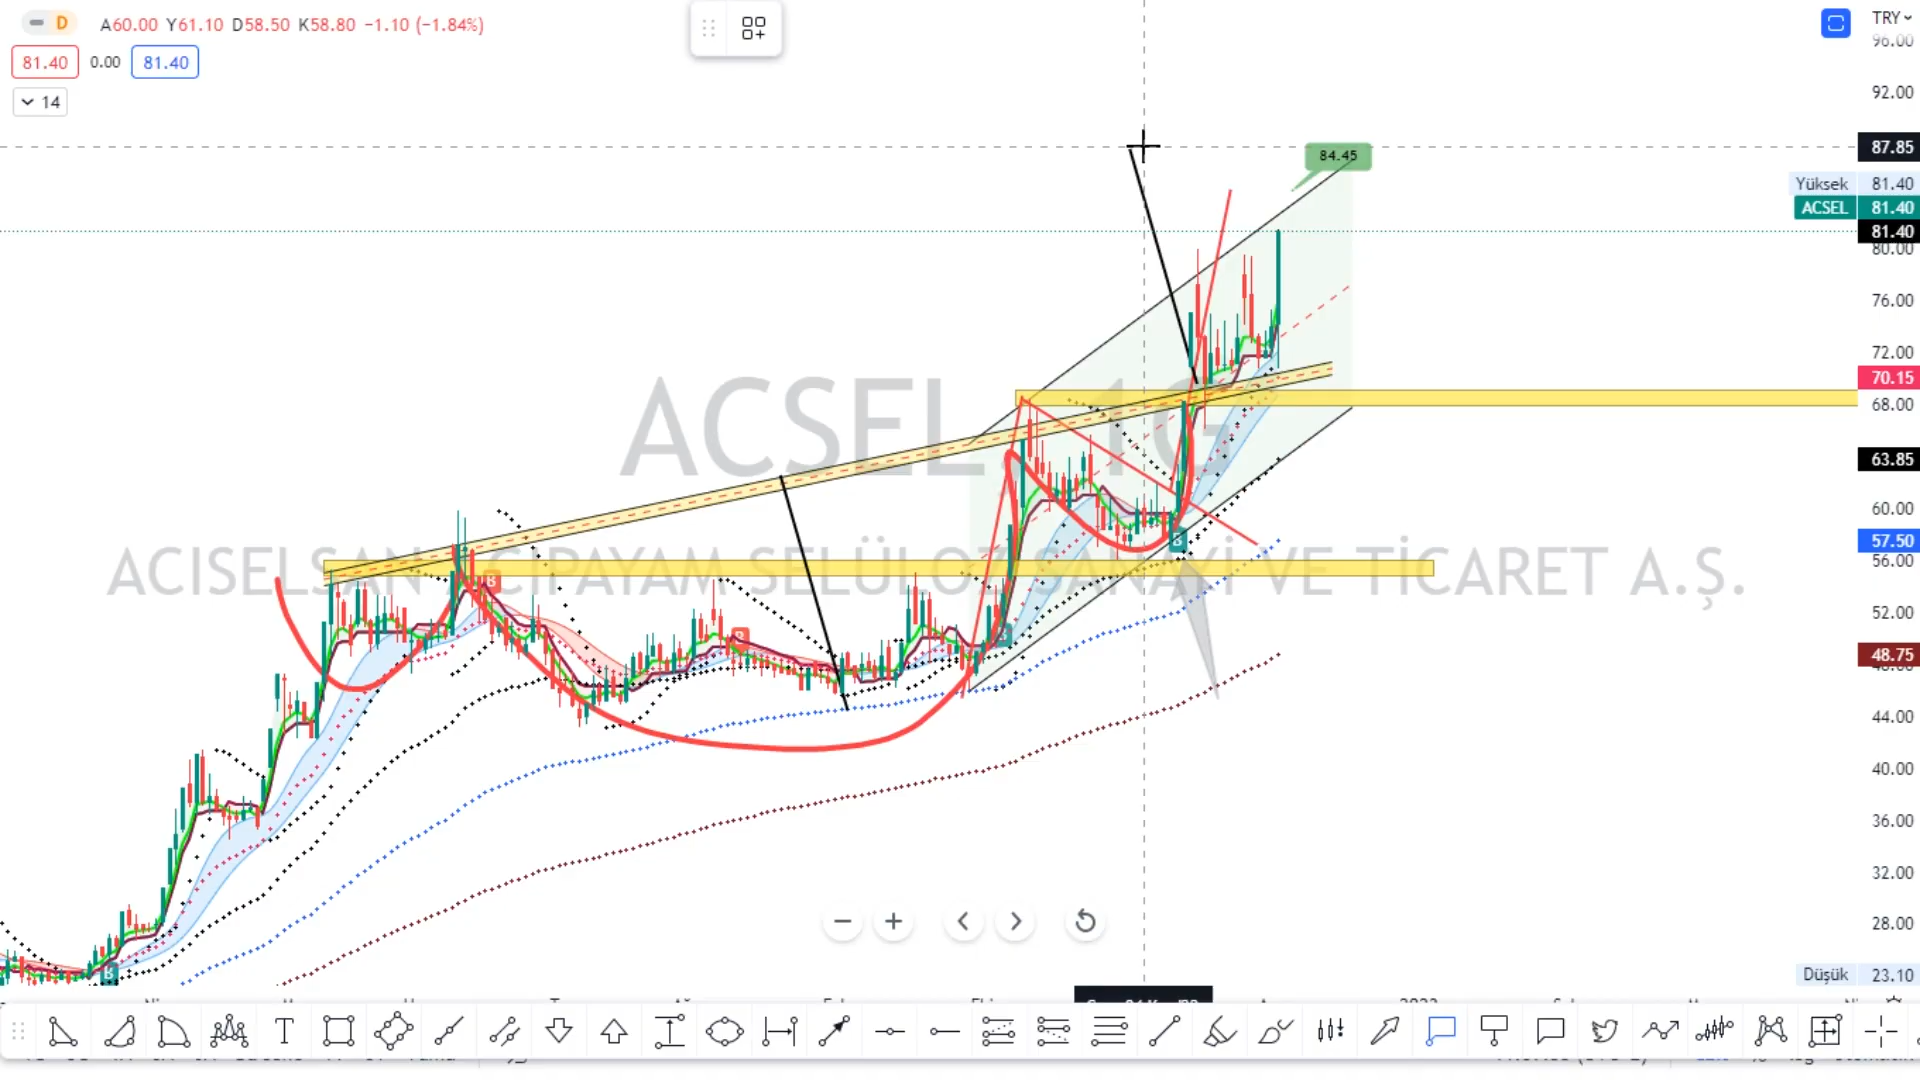 D A60.00 Y61.10 D58.50 K58.80 −1.10 (−1.84%)
81.40 0.00 81.40
14
TRY
96.00
92.00
87.85
84.45
Yüksek 81.40
ACSEL 81.40
81.40
80.00
76.00
72.00
70.15
68.00
ACSEL, 1G
63.85
60.00
57.50
56.00
ACISELSAN ACIPAYAM SELÜLOZ SANAYİ VE TİCARET A.Ş.
B
B
B
52.00
48.75
44.00
40.00
36.00
32.00
28.00
B
Düşük 23.10
T